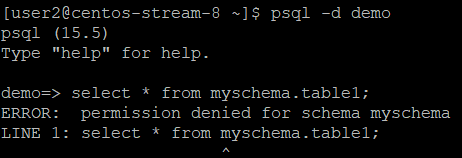 [user2@centos-stream-8 ~]$ psql -d demo
psql (15.5)
Type "help" for help.

demo=> select * from myschema.table1;
ERROR:  permission denied for schema myschema
LINE 1: select * from myschema.table1;
                      ^